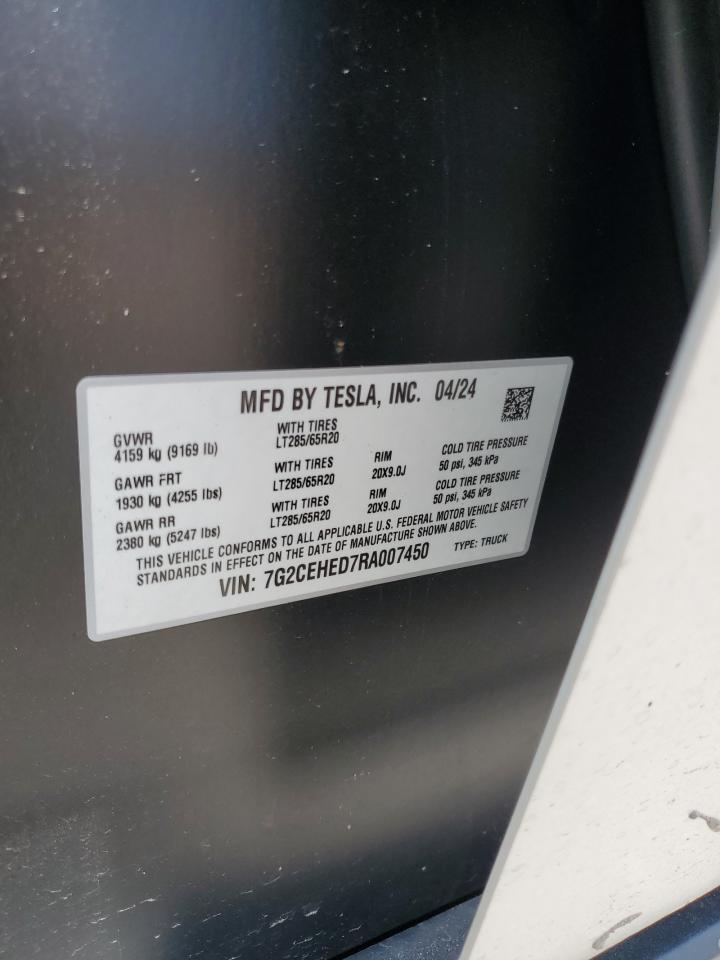 MFD BY TESLA, INC. 04/24
GVWR WITH TIRES
4159 kg (9169 lb) LT285/65R20
GAWR FRT WITH TIRES RIM COLD TIRE PRESSURE
1930 kg (4255 lbs) LT285/65R20 20X9.0J 50 psi, 345 kPa
GAWR RR WITH TIRES RIM COLD TIRE PRESSURE
2380 kg (5247 lbs) LT285/65R20 20X9.0J 50 psi, 345 kPa
THIS VEHICLE CONFORMS TO ALL APPLICABLE U.S. FEDERAL MOTOR VEHICLE SAFETY
STANDARDS IN EFFECT ON THE DATE OF MANUFACTURE SHOWN ABOVE.
VIN: 7G2CEHED7RA007450 TYPE: TRUCK